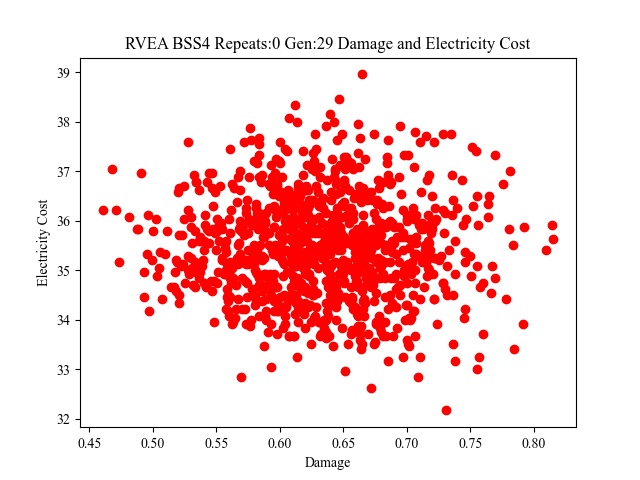 RVEA BSS4 Repeats:0 Gen:29 Damage and Electricity Cost
39
38
37
36
35
34
33
32
Electricity Cost
0.45 0.50 0.55 0.60 0.65 0.70 0.75 0.80
Damage